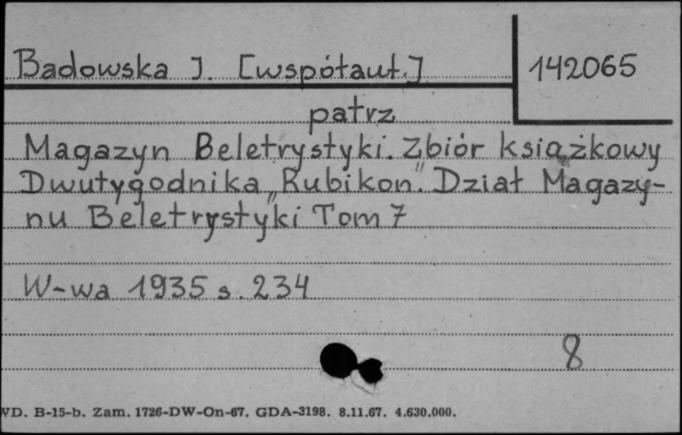 Badowska J. [współaut.] 142065
patrz
Magazyn Beletrystyki. Zbiór książkowy
Dwutygodnika „Rubikon”. Dział Magazy-
nu Beletrystyki Tom 7
W-wa 1935 s. 234
8
WD. B-15-b. Zam. 1726-DW-On-67. GDA-3198. 8.11.67. 4.630.000.